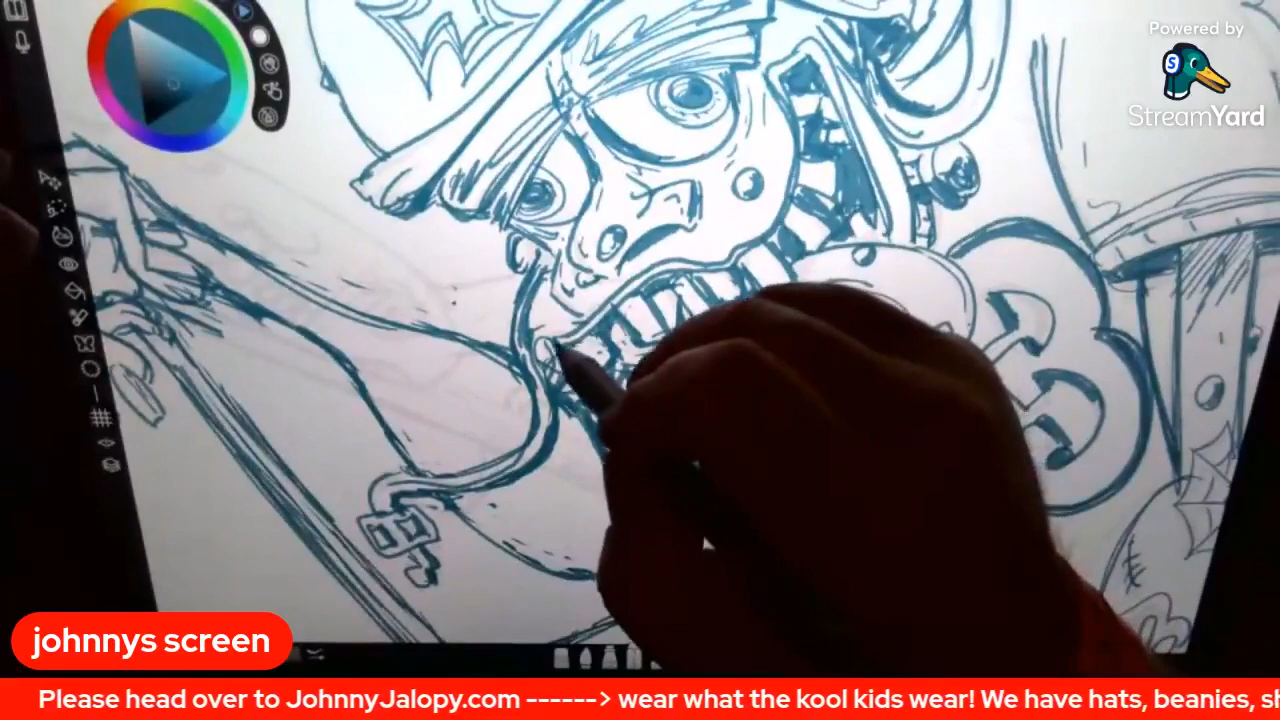 Powered by
S
StreamYard
johnnys screen
Please head over to JohnnyJalopy.com ------> wear what the kool kids wear! We have hats, beanies,